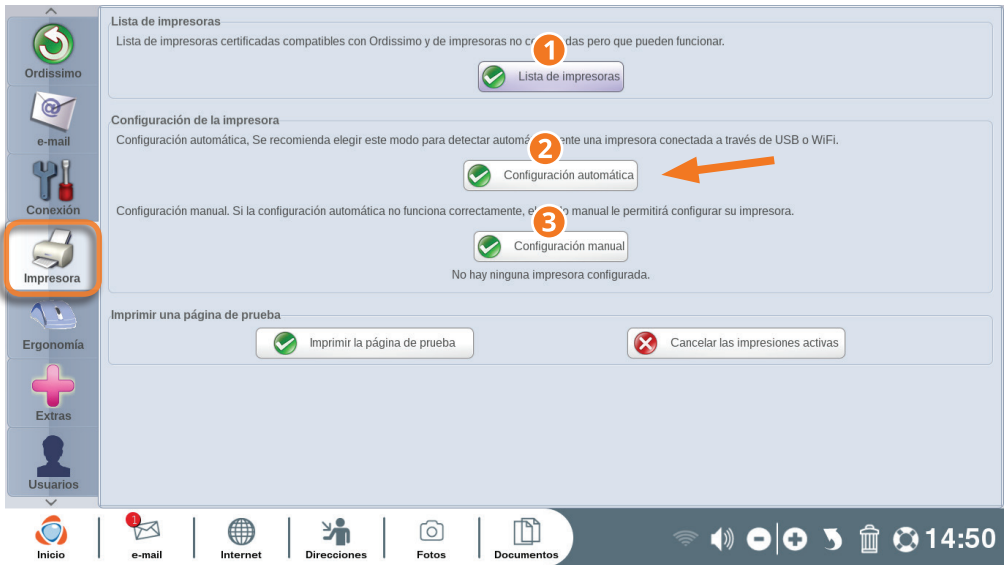 Ordissimo
e-mail
Conexión
Impresora
Ergonomía
Extras
Usuarios
Lista de impresoras
Lista de impresoras certificadas compatibles con Ordissimo y de impresoras no das pero que pueden funcionar.
1
Lista de impresoras
Configuración de la impresora
Configuración automática, Se recomienda elegir este modo para detectar una impresora conectada a través de USB o WiFi.
2
Configuración automática
Configuración manual. Si la configuración automática no funciona correctamente, manual le permitirá configurar su impresora.
3
Configuración manual
No hay ninguna impresora configurada.
Imprimir una página de prueba
Imprimir la página de prueba
Cancelar las impresiones activas
1
Inicio
e-mail
Internet
Direcciones
Fotos
Documentos
14:50